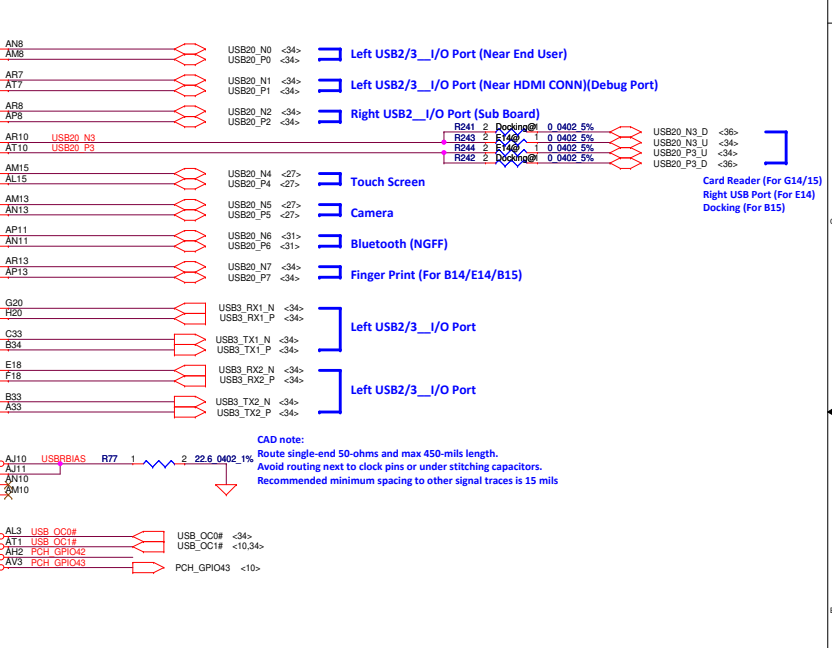 AN8 USB20_N0 <34>
AM8 USB20_P0 <34>
Left USB2/3__I/O Port (Near End User)
AR7 USB20_N1 <34>
AT7 USB20_P1 <34>
Left USB2/3__I/O Port (Near HDMI CONN)(Debug Port)
AR8 USB20_N2 <34>
AP8 USB20_P2 <34>
Right USB2__I/O Port (Sub Board)
AR10 USB20_N3
AT10 USB20_P3
R241 2 Docking@ 1 0_0402_5% USB20_N3_D <36>
R243 2 E14@ 1 0_0402_5% USB20_N3_U <34>
R244 2 E14@ 1 0_0402_5% USB20_P3_U <34>
R242 2 Docking@ 1 0_0402_5% USB20_P3_D <36>
Card Reader (For G14/15)
Right USB Port (For E14)
Docking (For B15)
AM15 USB20_N4 <27>
AL15 USB20_P4 <27>
Touch Screen
AM13 USB20_N5 <27>
AN13 USB20_P5 <27>
Camera
AP11 USB20_N6 <31>
AN11 USB20_P6 <31>
Bluetooth (NGFF)
AR13 USB20_N7 <34>
AP13 USB20_P7 <34>
Finger Print (For B14/E14/B15)
G20 USB3_RX1_N <34>
H20 USB3_RX1_P <34>
Left USB2/3__I/O Port
C33 USB3_TX1_N <34>
B34 USB3_TX1_P <34>
E18 USB3_RX2_N <34>
F18 USB3_RX2_P <34>
Left USB2/3__I/O Port
B33 USB3_TX2_N <34>
A33 USB3_TX2_P <34>
CAD note:
Route single-end 50-ohms and max 450-mils length.
Avoid routing next to clock pins or under stitching capacitors.
Recommended minimum spacing to other signal traces is 15 mils
AJ10 USBRBIAS R77 1 2 22.6_0402_1%
AJ11
AN10
AM10
AL3 USB_OC0# USB_OC0# <34>
AT1 USB_OC1# USB_OC1# <10,34>
AH2 PCH_GPIO42
AV3 PCH_GPIO43 PCH_GPIO43 <10>